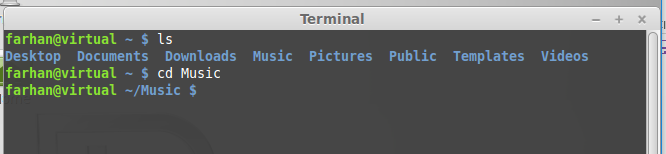 Terminal
farhan@virtual ~ $ ls
Desktop Documents Downloads Music Pictures Public Templates Videos
farhan@virtual ~ $ cd Music
farhan@virtual ~/Music $